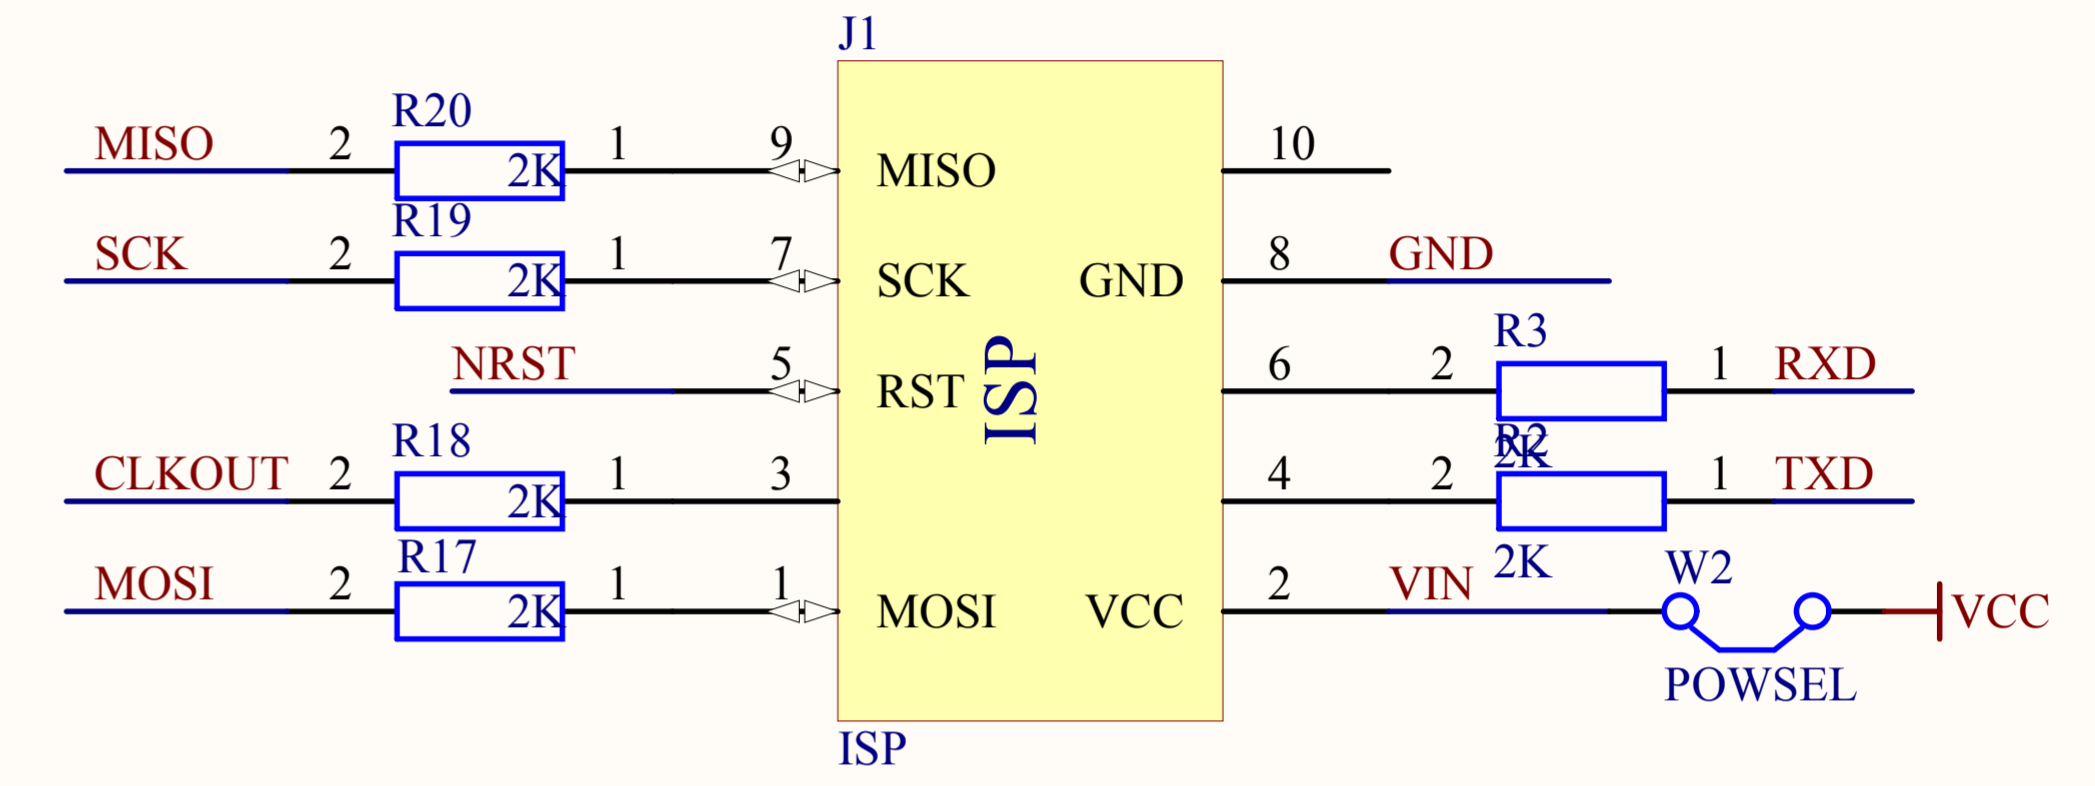 J1
R20
MISO 2 2K 1 9 MISO 10
R19
SCK 2 2K 1 7 SCK GND 8 GND
R3
NRST 5 RST 6 2 1 RXD
ISP
R18 2K R2
CLKOUT 2 2K 1 3 4 2 1 TXD
R17 2K W2
MOSI 2 2K 1 1 MOSI VCC 2 VIN VCC
POWSEL
ISP